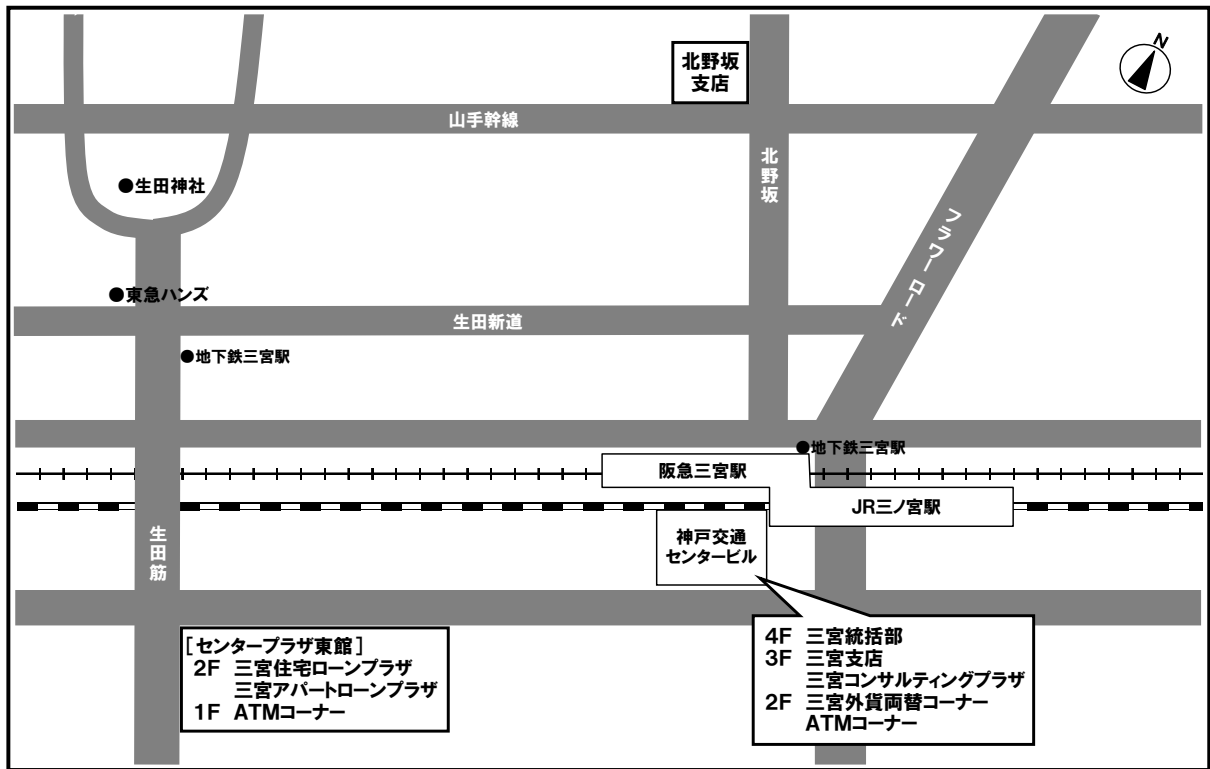 N
北野坂
支店
山手幹線
北野坂
●生田神社
フラワーロード
●東急ハンズ
生田新道
●地下鉄三宮駅
●地下鉄三宮駅
阪急三宮駅
JR三ノ宮駅
生田筋
神戸交通
センタービル
[センタープラザ東館]
2F 三宮住宅ローンプラザ
三宮アパートローンプラザ
1F ATMコーナー
4F 三宮統括部
3F 三宮支店
三宮コンサルティングプラザ
2F 三宮外貨両替コーナー
ATMコーナー